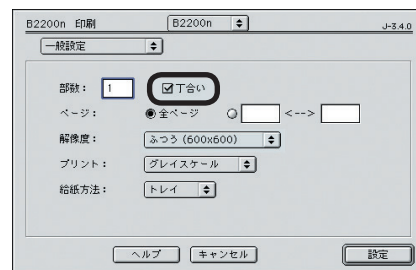 B2200n 印刷 B2200n J-3.4.0
一般設定
部数： 1 丁合い
ページ： 全ページ <-->
解像度： ふつう (600x600)
プリント： グレイスケール
給紙方法： トレイ
ヘルプ キャンセル 設定